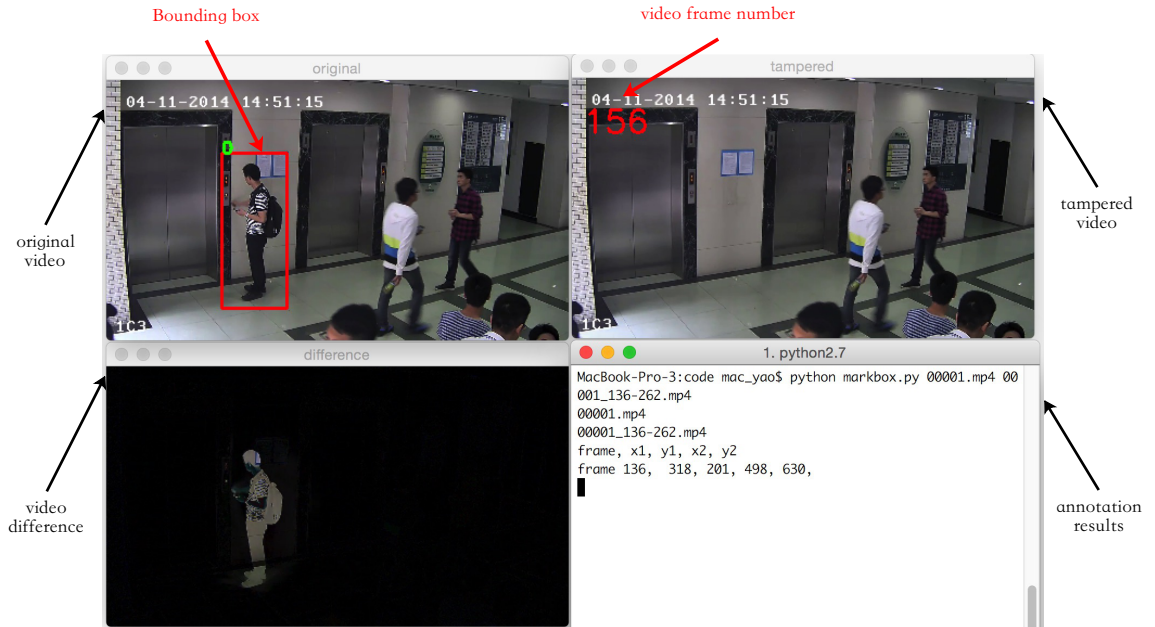 Bounding box
video frame number
original
tampered
04-11-2014 14:51:15
04-11-2014 14:51:15
156
0
original
video
tampered
video
1C3
1C3
difference
1. python2.7
MacBook-Pro-3:code mac_yao$ python markbox.py 00001.mp4 00
001_136-262.mp4
00001.mp4
00001_136-262.mp4
frame, x1, y1, x2, y2
frame 136,  318, 201, 498, 630,
video
difference
annotation
results